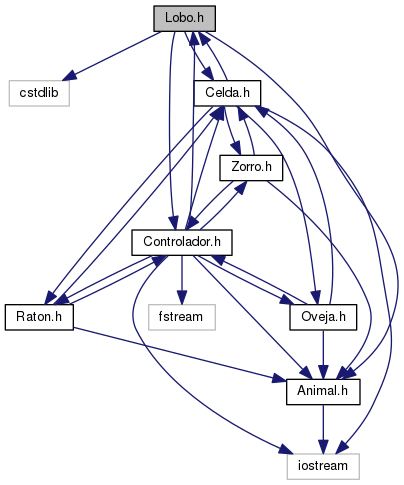 Lobo.h
cstdlib
Celda.h
Zorro.h
Controlador.h
Raton.h
fstream
Oveja.h
Animal.h
iostream